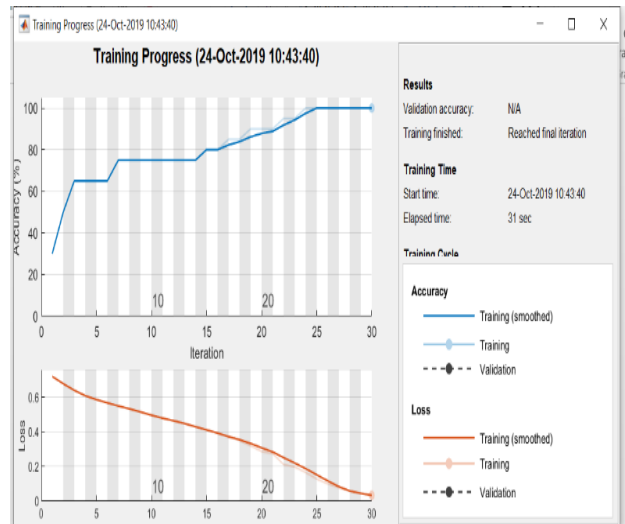 Training Progress (24-Oct-2019 10:43:40)
Training Progress (24-Oct-2019 10:43:40)
100
80
60
40
20
0
Accuracy (%)
10
20
0 5 10 15 20 25 30
Iteration
0.6
0.4
0.2
0
Loss
10
20
0 5 10 15 20 25 30
Results
Validation accuracy: N/A
Training finished: Reached final iteration
Training Time
Start time: 24-Oct-2019 10:43:40
Elapsed time: 31 sec
Training Cycle
Accuracy
Training (smoothed)
Training
Validation
Loss
Training (smoothed)
Training
Validation